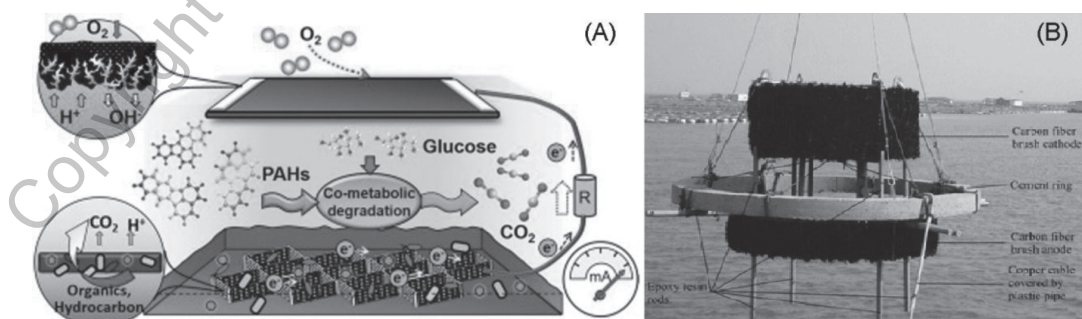 Copyright
(A)
O₂
O₂
H⁺ OH⁻
PAHs
Glucose
Co-metabolic
degradation
CO₂
e⁻
R
e⁻
CO₂ H⁺
Organics,
Hydrocarbon
e⁻
e⁻
e⁻
e⁻
mA
(B)
Carbon fiber
brush cathode
Cement ring
Carbon fiber
brush anode
Copper cable
covered by
plastic pipe
Epoxy resin
rods